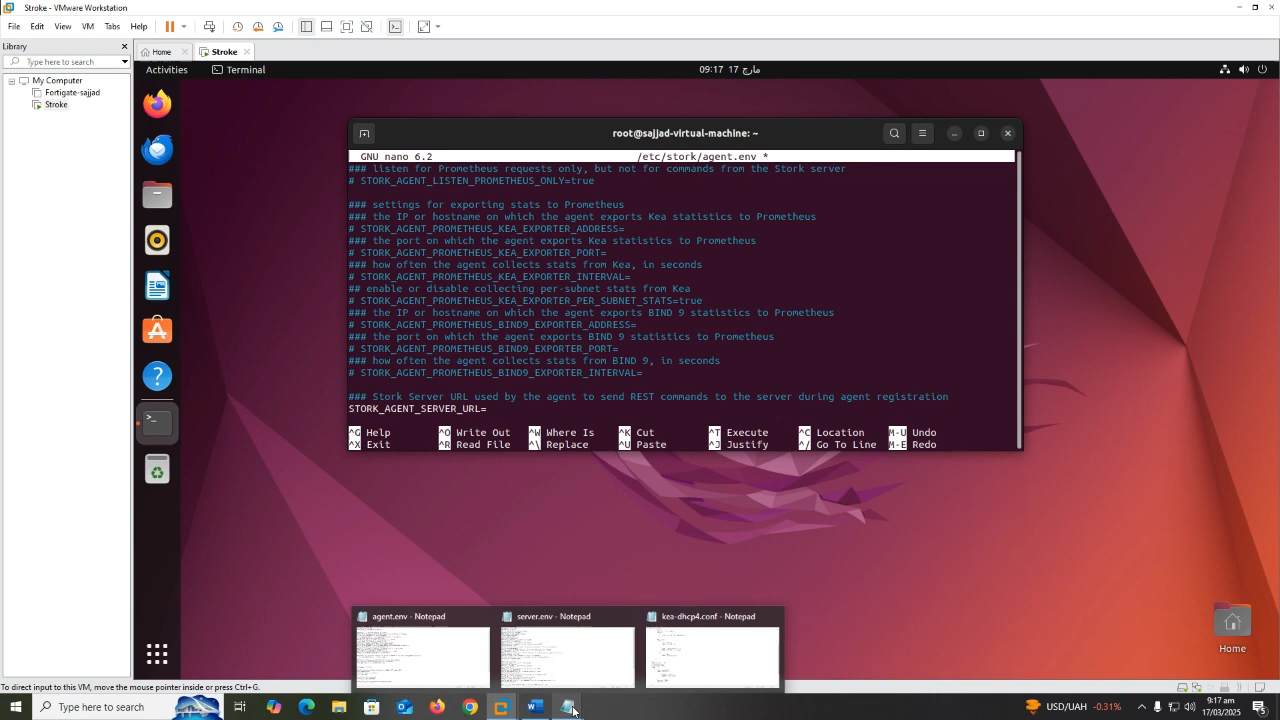 Stroke - VMware Workstation
File Edit View VM Tabs Help
Library
Type here to search
My Computer
Fortigate-sajjad
Stroke
Home
Stroke
Activities
Terminal
مارچ 17 09:17
root@sajjad-virtual-machine: ~
GNU nano 6.2 /etc/stork/agent.env *
### listen for Prometheus requests only, but not for commands from the Stork server
# STORK_AGENT_LISTEN_PROMETHEUS_ONLY=true
### settings for exporting stats to Prometheus
### the IP or hostname on which the agent exports Kea statistics to Prometheus
# STORK_AGENT_PROMETHEUS_KEA_EXPORTER_ADDRESS=
### the port on which the agent exports Kea statistics to Prometheus
# STORK_AGENT_PROMETHEUS_KEA_EXPORTER_PORT=
### how often the agent collects stats from Kea, in seconds
# STORK_AGENT_PROMETHEUS_KEA_EXPORTER_INTERVAL=
## enable or disable collecting per-subnet stats from Kea
# STORK_AGENT_PROMETHEUS_KEA_EXPORTER_PER_SUBNET_STATS=true
### the IP or hostname on which the agent exports BIND 9 statistics to Prometheus
# STORK_AGENT_PROMETHEUS_BIND9_EXPORTER_ADDRESS=
### the port on which the agent exports BIND 9 statistics to Prometheus
# STORK_AGENT_PROMETHEUS_BIND9_EXPORTER_PORT=
### how often the agent collects stats from BIND 9, in seconds
# STORK_AGENT_PROMETHEUS_BIND9_EXPORTER_INTERVAL=
### Stork Server URL used by the agent to send REST commands to the server during agent registration
STORK_AGENT_SERVER_URL=
^G Help ^O Write Out ^W Where Is ^K Cut ^T Execute ^C Location M-U Undo
^X Exit ^R Read File ^\ Replace ^U Paste ^J Justify ^/ Go To Line M-E Redo
agent.env - Notepad
server.env - Notepad
kea-dhcp4.conf - Notepad
Home
the mouse pointer inside or press Ctrl+G.
Type here to search
USD/UAH -0.31%
9:17 am
17/03/2025